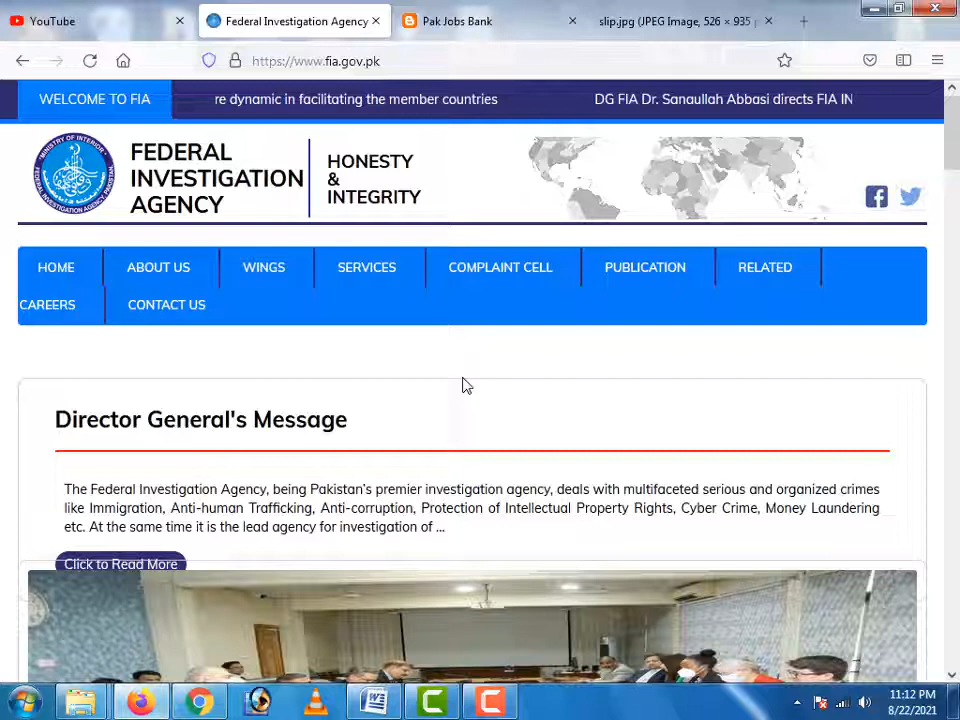 YouTube
Federal Investigation Agency
Pak Jobs Bank
slip.jpg (JPEG Image, 526 × 935
https://www.fia.gov.pk
WELCOME TO FIA
re dynamic in facilitating the member countries
DG FIA Dr. Sanaullah Abbasi directs FIA IN
FEDERAL
INVESTIGATION
AGENCY
HONESTY
&
INTEGRITY
HOME
ABOUT US
WINGS
SERVICES
COMPLAINT CELL
PUBLICATION
RELATED
CAREERS
CONTACT US
Director General's Message
The Federal Investigation Agency, being Pakistan's premier investigation agency, deals with multifaceted serious and organized crimes
like Immigration, Anti-human Trafficking, Anti-corruption, Protection of Intellectual Property Rights, Cyber Crime, Money Laundering
etc. At the same time it is the lead agency for investigation of ...
Click to Read More
11:12 PM
8/22/2021